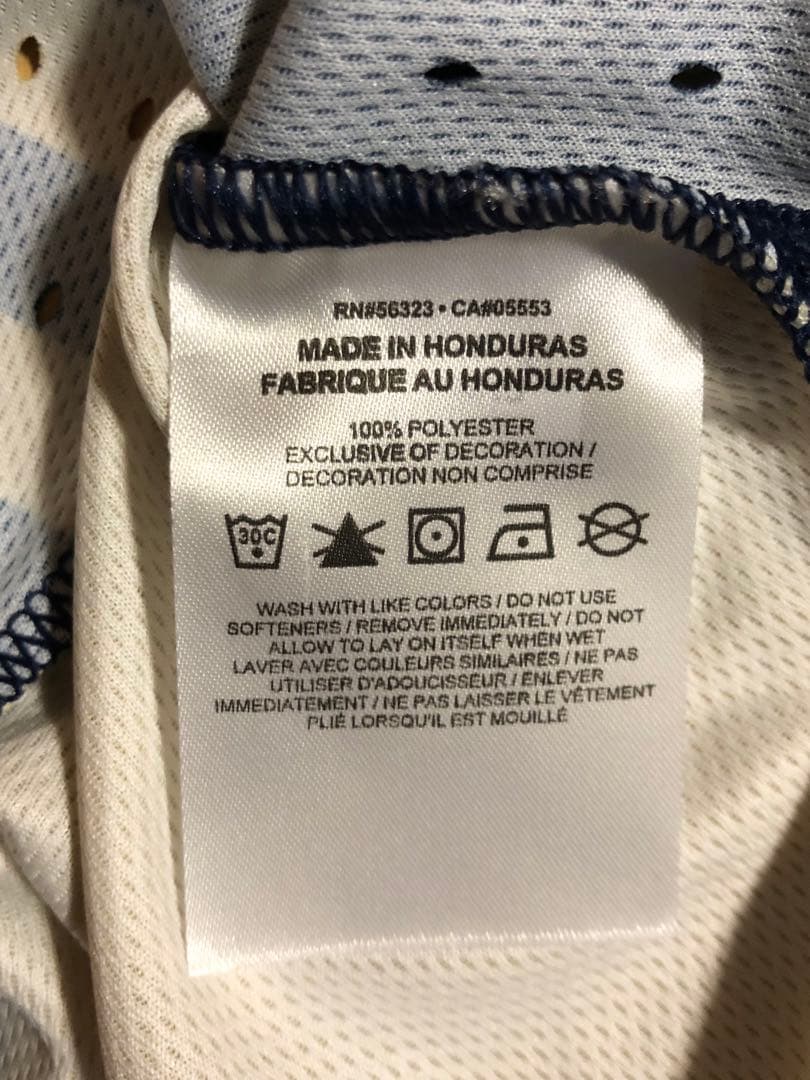 RN#56323 • CA#05553
MADE IN HONDURAS
FABRIQUE AU HONDURAS
100% POLYESTER
EXCLUSIVE OF DECORATION /
DECORATION NON COMPRISE
30C
WASH WITH LIKE COLORS / DO NOT USE
SOFTENERS / REMOVE IMMEDIATELY / DO NOT
ALLOW TO LAY ON ITSELF WHEN WET
LAVER AVEC COULEURS SIMILAIRES / NE PAS
UTILISER D'ADOUCISSEUR / ENLEVER
IMMEDIATEMENT / NE PAS LAISSER LE VÊTEMENT
PLIÉ LORSQU'IL EST MOUILLÉ